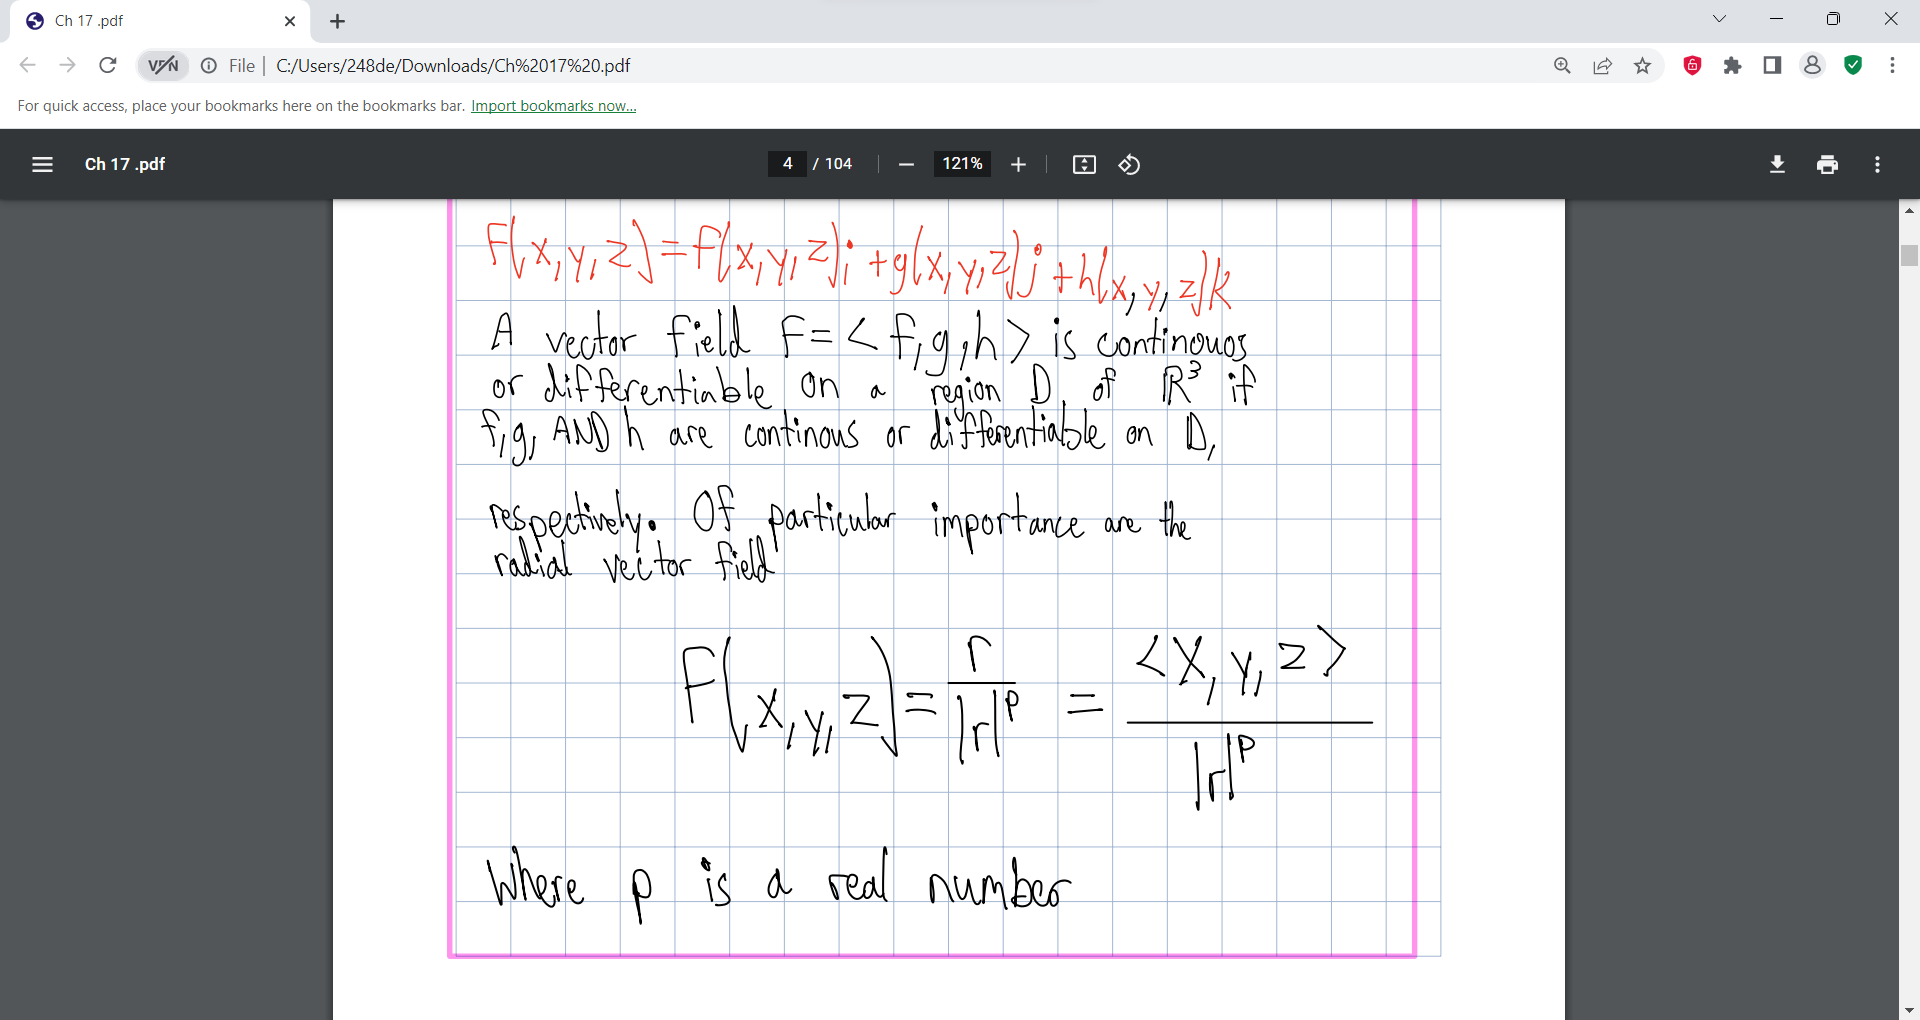 Ch 17 .pdf
VPN File C:/Users/248de/Downloads/Ch%2017%20.pdf
For quick access, place your bookmarks here on the bookmarks bar. Import bookmarks now...
Ch 17 .pdf 4 / 104 121%
F(x,y,z)=f(x,y,z)i+g(x,y,z)j+h(x,y,z)k
A vector field F=<f,g,h> is continouos
or differentiable on a region D of ℝ³ if
f,g, AND h are continous or differentiable on D,
respectively. Of particular importance are the
radial vector field
F(x,y,z)=r/|r|^p = <x,y,z>/|r|^p
Where p is a real number